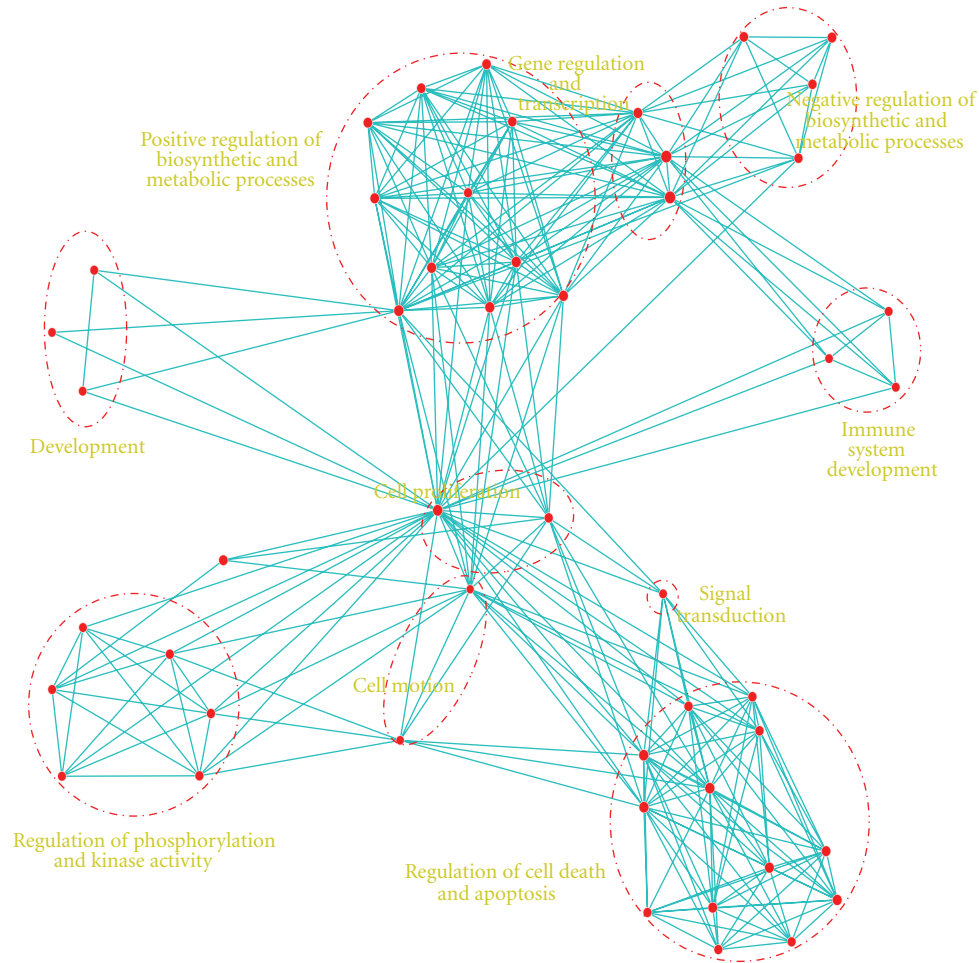 Gene regulation
and
transcription
Negative regulation of
biosynthetic and
metabolic processes
Positive regulation of
biosynthetic and
metabolic processes
Development
Immune
system
development
Cell proliferation
Signal
transduction
Cell motion
Regulation of phosphorylation
and kinase activity
Regulation of cell death
and apoptosis